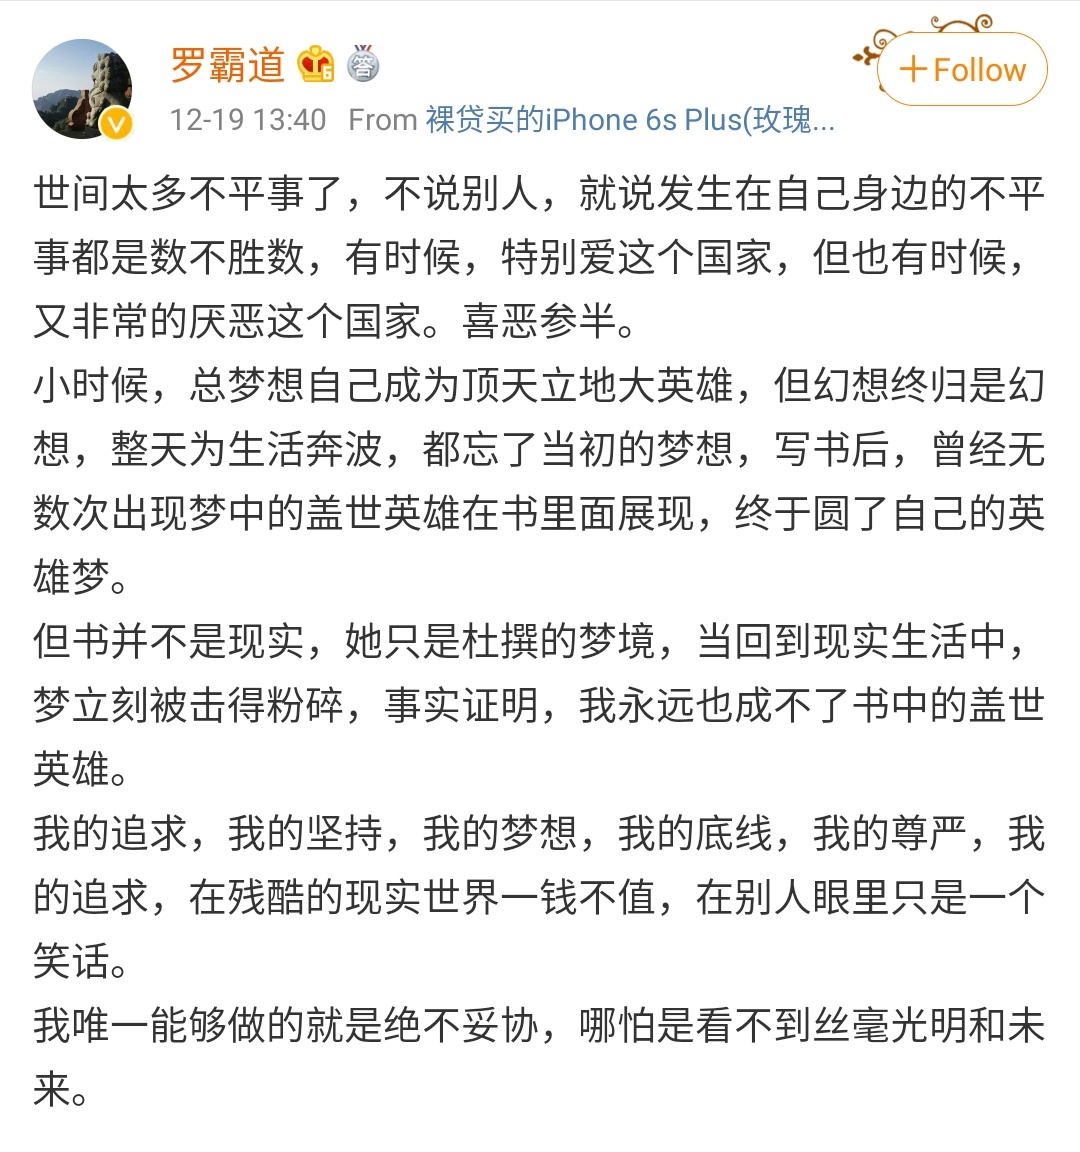 罗霸道
+Follow
12-19 13:40 From 裸贷买的iPhone 6s Plus(玫瑰...
世间太多不平事了，不说别人，就说发生在自己身边的不平
事都是数不胜数，有时候，特别爱这个国家，但也有时候，
又非常的厌恶这个国家。喜恶参半。
小时候，总梦想自己成为顶天立地大英雄，但幻想终归是幻
想，整天为生活奔波，都忘了当初的梦想，写书后，曾经无
数次出现梦中的盖世英雄在书里面展现，终于圆了自己的英
雄梦。
但书并不是现实，她只是杜撰的梦境，当回到现实生活中，
梦立刻被击得粉碎，事实证明，我永远也成不了书中的盖世
英雄。
我的追求，我的坚持，我的梦想，我的底线，我的尊严，我
的追求，在残酷的现实世界一钱不值，在别人眼里只是一个
笑话。
我唯一能够做的就是绝不妥协，哪怕是看不到丝毫光明和未
来。